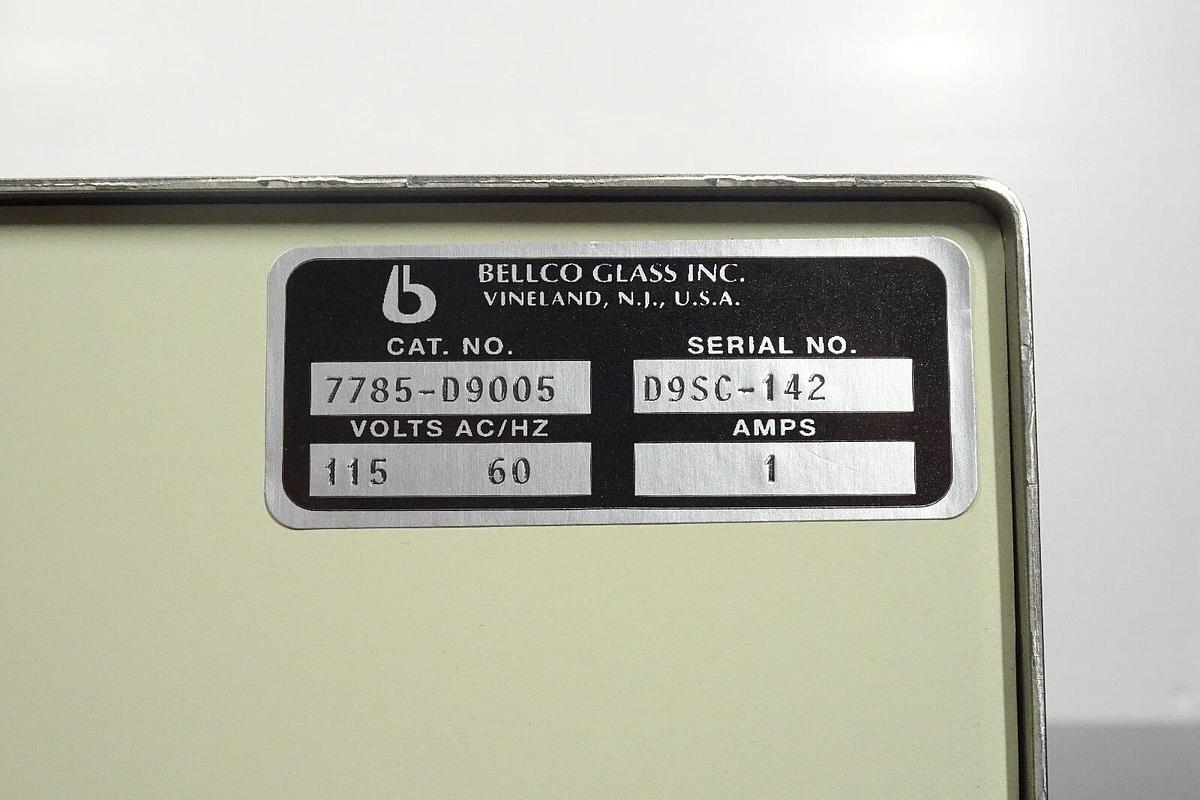 b
BELLCO GLASS INC.
VINELAND, N.J., U.S.A.
CAT. NO. SERIAL NO.
7785-D9005 D9SC-142
VOLTS AC/HZ AMPS
115 60 1